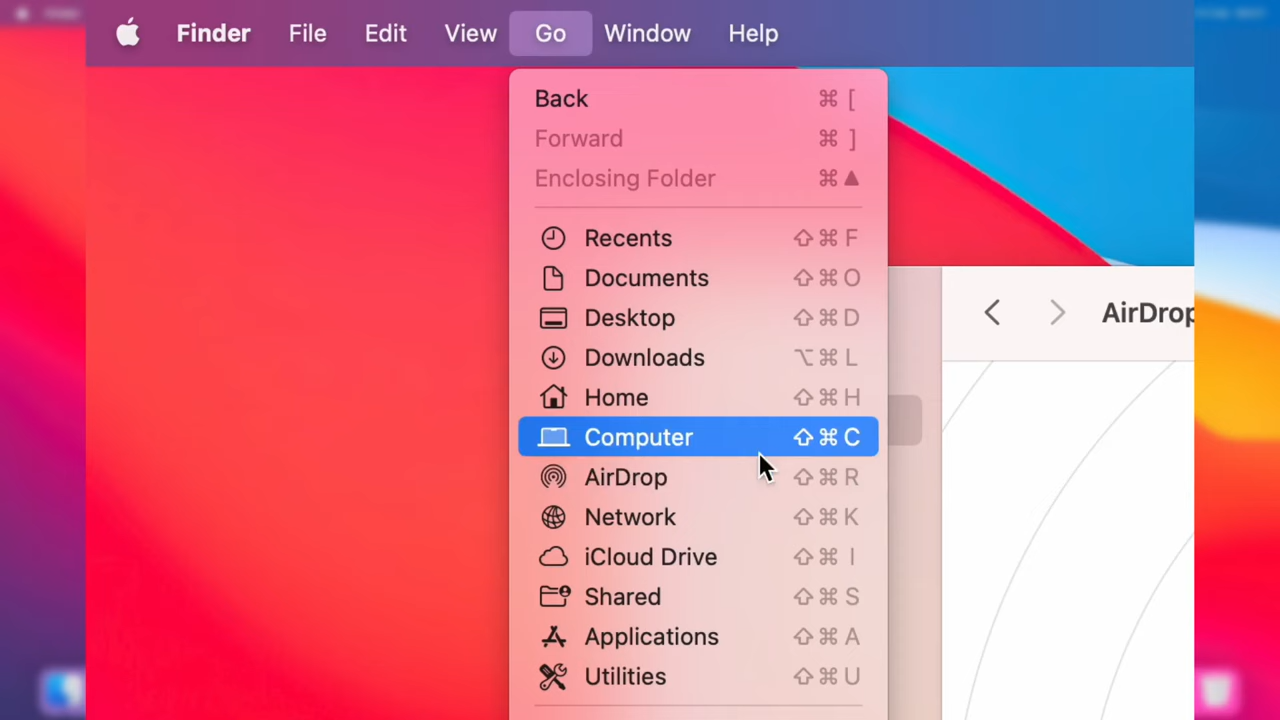 Finder File Edit View Go Window Help
Back ⌘ [
Forward ⌘ ]
Enclosing Folder ⌘ ▲
Recents ⇧ ⌘ F
Documents ⇧ ⌘ O
Desktop ⇧ ⌘ D
Downloads ⌥ ⌘ L
Home ⇧ ⌘ H
Computer ⇧ ⌘ C
AirDrop ⇧ ⌘ R
Network ⇧ ⌘ K
iCloud Drive ⇧ ⌘ I
Shared ⇧ ⌘ S
Applications ⇧ ⌘ A
Utilities ⇧ ⌘ U
AirDrop